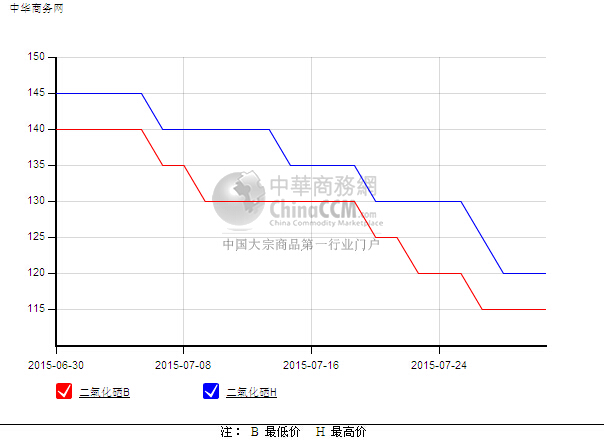 中华商务网
150
145
140
135
130
125
120
115
中華商務網
ChinaCCM.com
China Commodity Marketplace
中国大宗商品第一行业门户
2015-06-30 2015-07-08 2015-07-16 2015-07-24
二氧化硒B 二氧化硒H
注： B 最低价 H 最高价